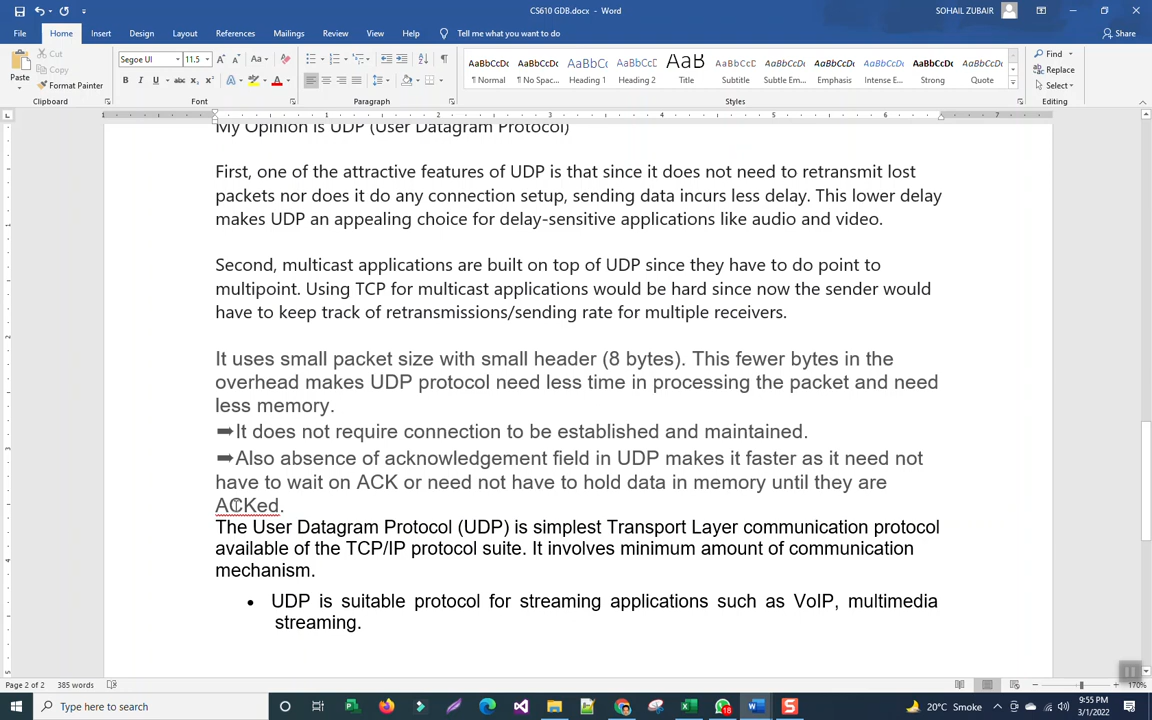 CS610 GDB.docx - Word
SOHAIL ZUBAIR
File Home Insert Design Layout References Mailings Review View Help Tell me what you want to do Share
Paste
Cut
Copy
Format Painter
Clipboard
Segoe UI 11.5
Font
Paragraph
AaBbCcDc AaBbCcDc AaBbCc AaBbCcC AaB AaBbCcD AaBbCcDc AaBbCcDc AaBbCcDc AaBbCcDc AaBbCcDc
¶ Normal ¶ No Spac... Heading 1 Heading 2 Title Subtitle Subtle Em... Emphasis Intense E... Strong Quote
Styles
Find
Replace
Select
Editing
My Opinion is UDP (User Datagram Protocol)
First, one of the attractive features of UDP is that since it does not need to retransmit lost
packets nor does it do any connection setup, sending data incurs less delay. This lower delay
makes UDP an appealing choice for delay-sensitive applications like audio and video.
Second, multicast applications are built on top of UDP since they have to do point to
multipoint. Using TCP for multicast applications would be hard since now the sender would
have to keep track of retransmissions/sending rate for multiple receivers.
It uses small packet size with small header (8 bytes). This fewer bytes in the
overhead makes UDP protocol need less time in processing the packet and need
less memory.
➡It does not require connection to be established and maintained.
➡Also absence of acknowledgement field in UDP makes it faster as it need not
have to wait on ACK or need not have to hold data in memory until they are
ACKed.
The User Datagram Protocol (UDP) is simplest Transport Layer communication protocol
available of the TCP/IP protocol suite. It involves minimum amount of communication
mechanism.
• UDP is suitable protocol for streaming applications such as VoIP, multimedia
streaming.
Page 2 of 2 385 words
170%
Type here to search
20°C Smoke
9:55 PM
3/1/2022